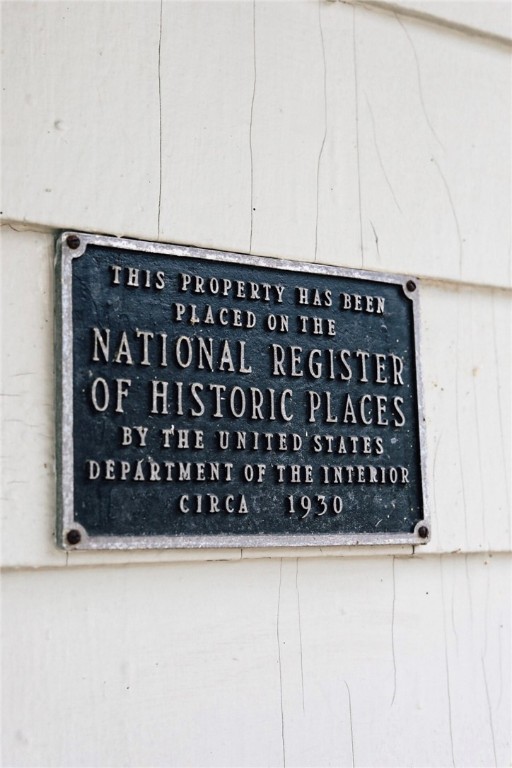 THIS PROPERTY HAS BEEN
PLACED ON THE
NATIONAL REGISTER
OF HISTORIC PLACES
BY THE UNITED STATES
DEPARTMENT OF THE INTERIOR
CIRCA 1930